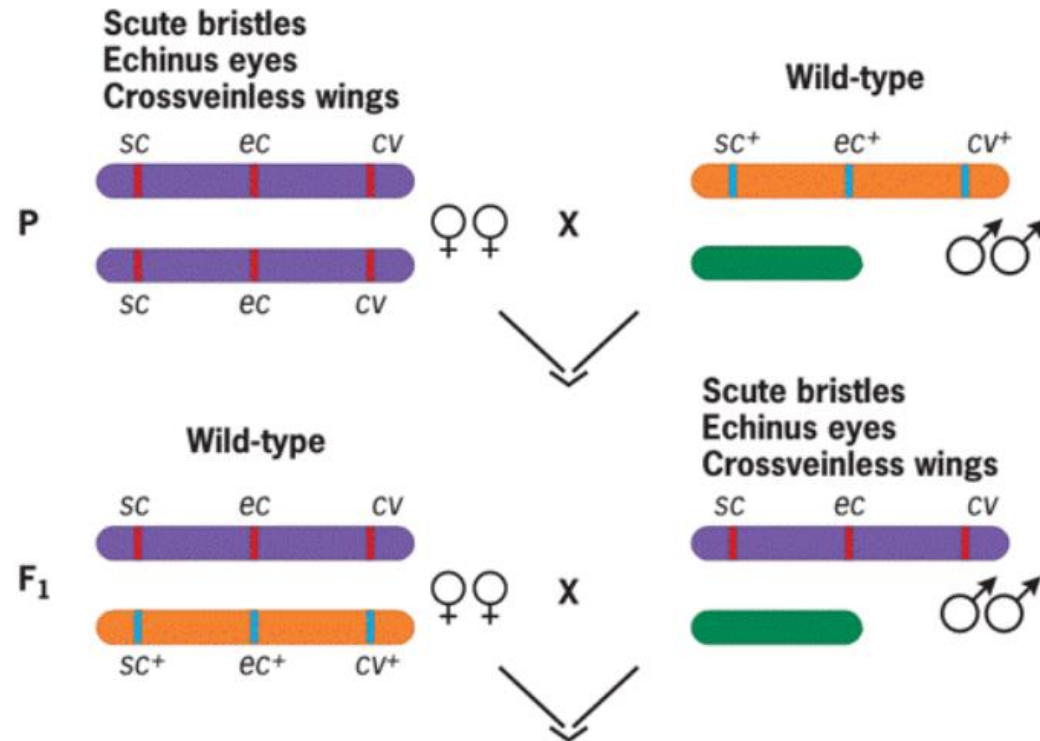 Scute bristles
Echinus eyes
Crossveinless wings
Wild-type
sc ec cv
sc+ ec+ cv+
P
X
sc ec cv
Wild-type
Scute bristles
Echinus eyes
Crossveinless wings
sc ec cv
sc ec cv
F1
X
sc+ ec+ cv+